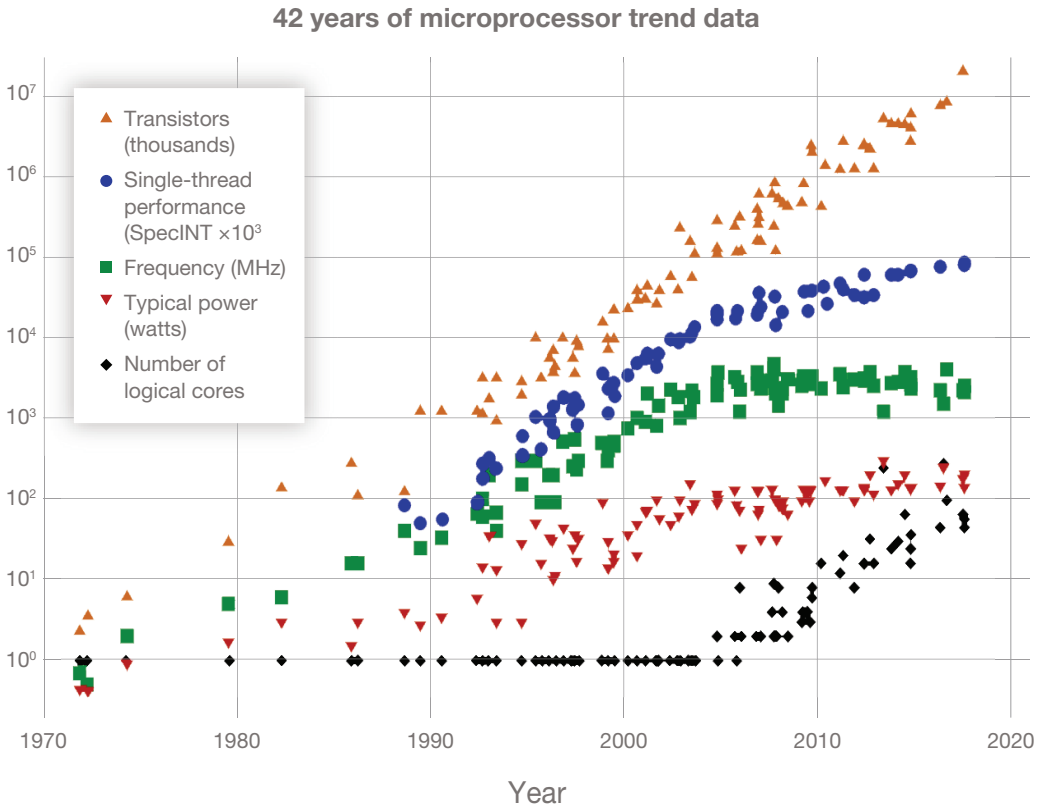 42 years of microprocessor trend data
10⁷
10⁶
10⁵
10⁴
10³
10²
10¹
10⁰
Transistors
(thousands)
Single-thread
performance
(SpecINT ×10³
Frequency (MHz)
Typical power
(watts)
Number of
logical cores
1970 1980 1990 2000 2010 2020
Year